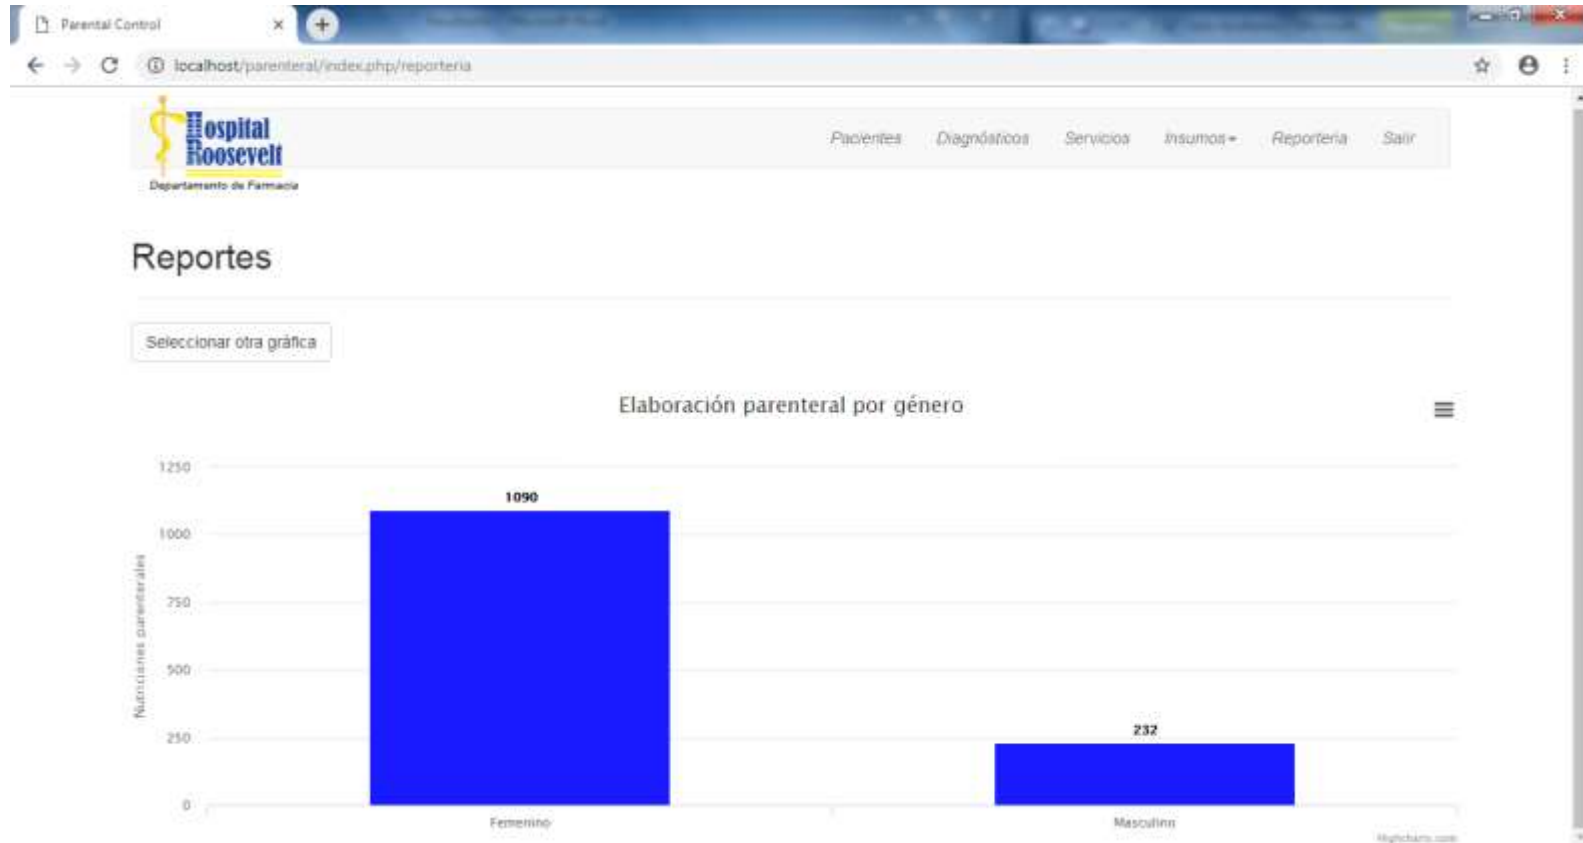 Parental Control
localhost/parenteral/index.php/reporteria
Hospital
Roosevelt
Departamento de Farmacia
Pacientes Diagnósticos Servicios Insumos Reporteria Salir
Reportes
Seleccionar otra gráfica
Elaboración parenteral por género
Nutriciones parenterales
1250
1000
750
500
250
0
1090
232
Femenino Masculino
Highcharts.com